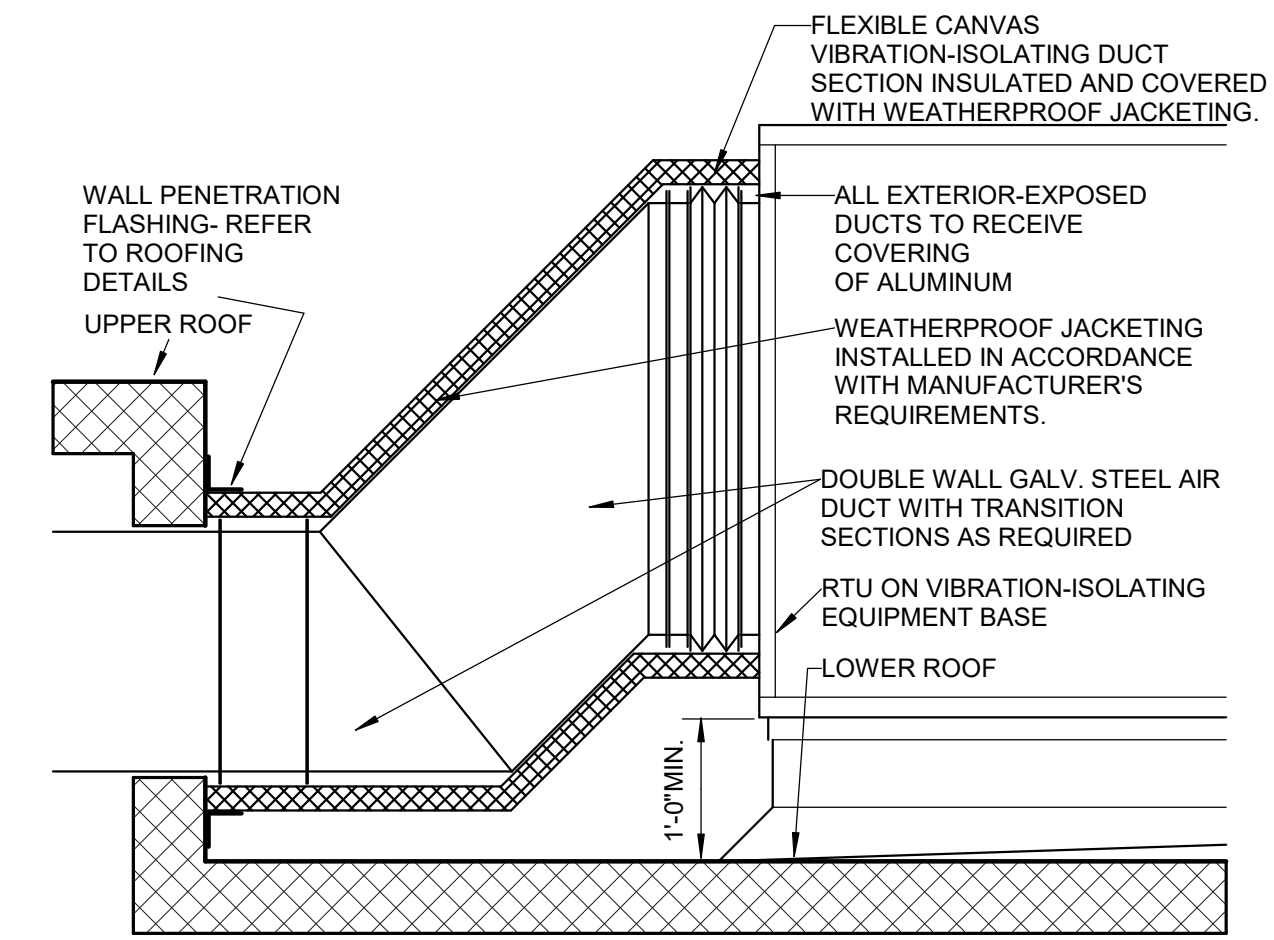 FLEXIBLE CANVAS
VIBRATION-ISOLATING DUCT
SECTION INSULATED AND COVERED
WITH WEATHERPROOF JACKETING.
WALL PENETRATION
FLASHING- REFER
TO ROOFING
DETAILS
UPPER ROOF
ALL EXTERIOR-EXPOSED
DUCTS TO RECEIVE
COVERING
OF ALUMINUM
WEATHERPROOF JACKETING
INSTALLED IN ACCORDANCE
WITH MANUFACTURER'S
REQUIREMENTS.
DOUBLE WALL GALV. STEEL AIR
DUCT WITH TRANSITION
SECTIONS AS REQUIRED
RTU ON VIBRATION-ISOLATING
EQUIPMENT BASE
LOWER ROOF
1'-0"MIN.